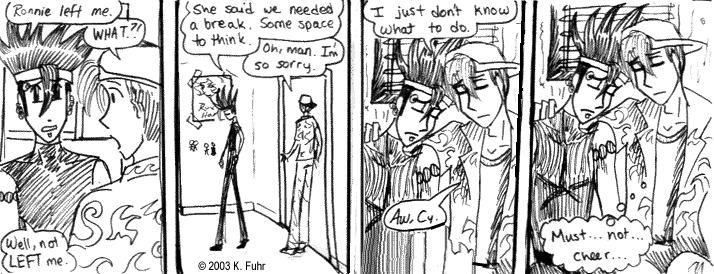 Ronnie left me.
WHAT?!
Well, not
LEFT me.
She said we needed
a break. Some space
to think.
Oh, man. I'm
so sorry.
© 2003 K. Fuhr
I just don't know
what to do.
Aw, Cy.
Must... not...
cheer...